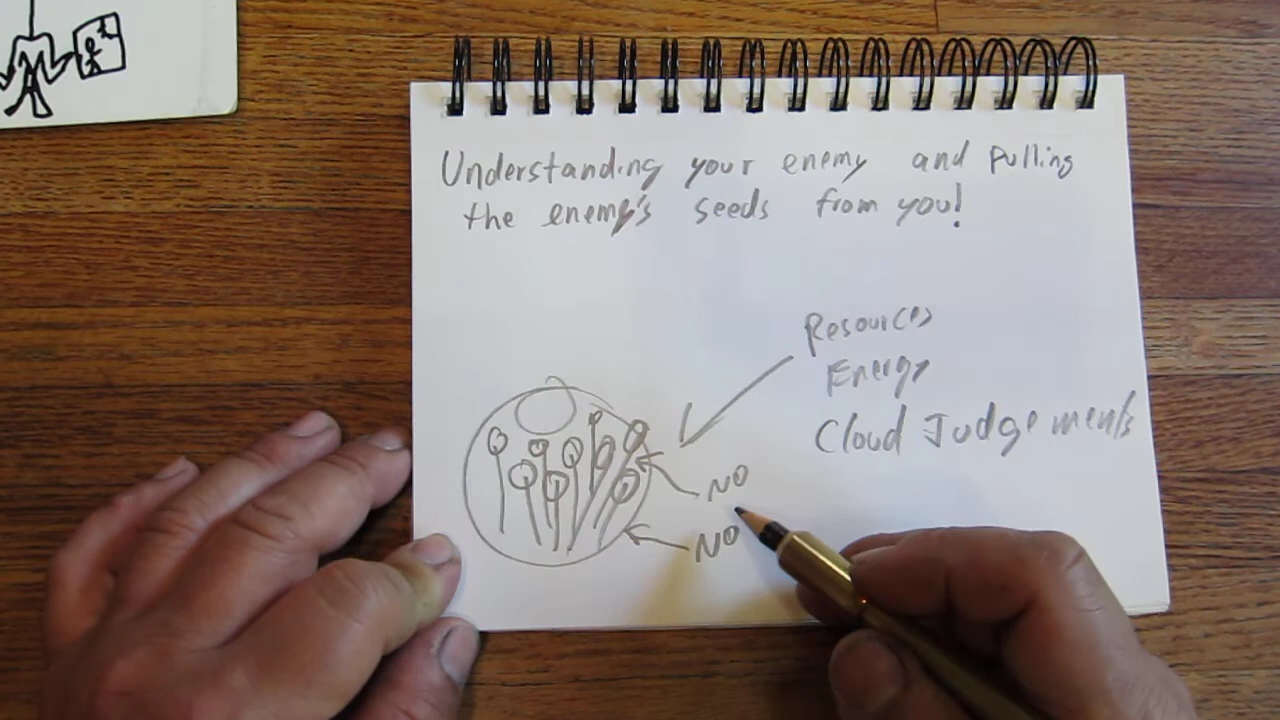 Understanding your enemy and pulling
the enemy's seeds from you!
Resources
Energy
Cloud Judgements
NO
NO